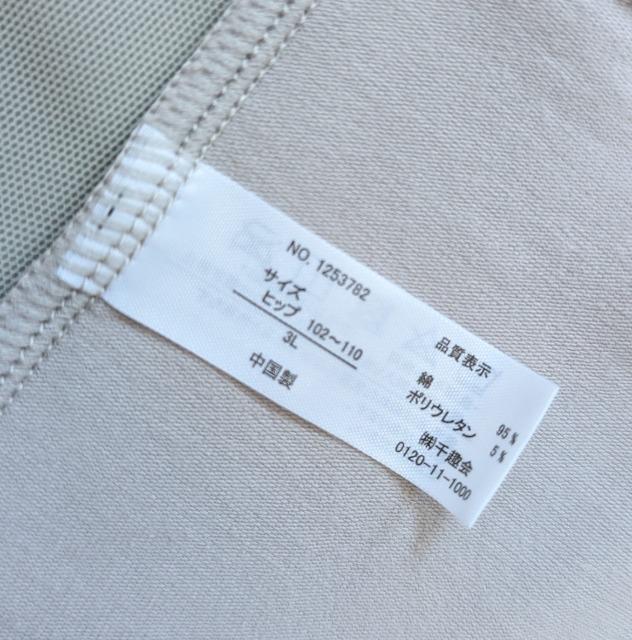 NO. 1253782
サイズ
ヒップ 102～110
3L
中国製
品質表示
綿 95%
ポリウレタン 5%
㈱千趣会
0120-11-1000